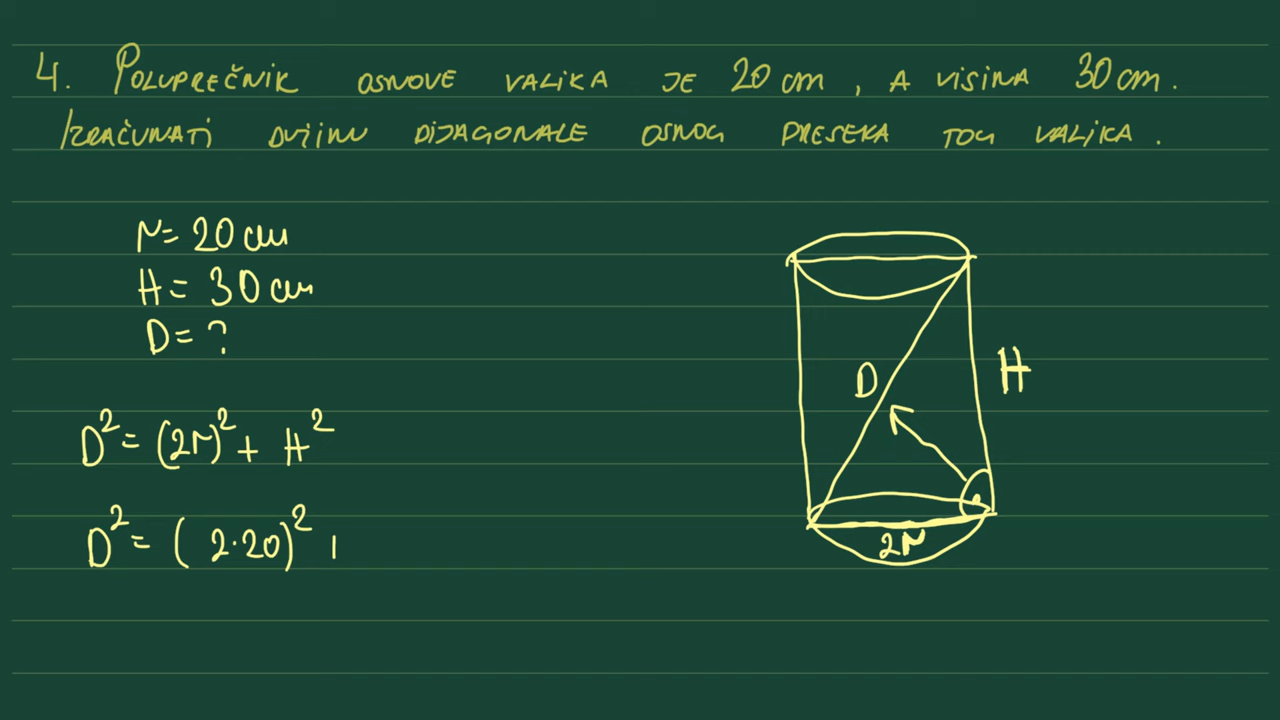 4. POLUPREČNIK OSNOVE VALJKA JE 20 cm, A VISINA 30 cm.
IZRAČUNATI DUŽINU DIJAGONALE OSNOG PRESEKA TOG VALJKA.
r = 20 cm
H = 30 cm
D = ?
D² = (2r)² + H²
D² = (2·20)²
D
H
2r